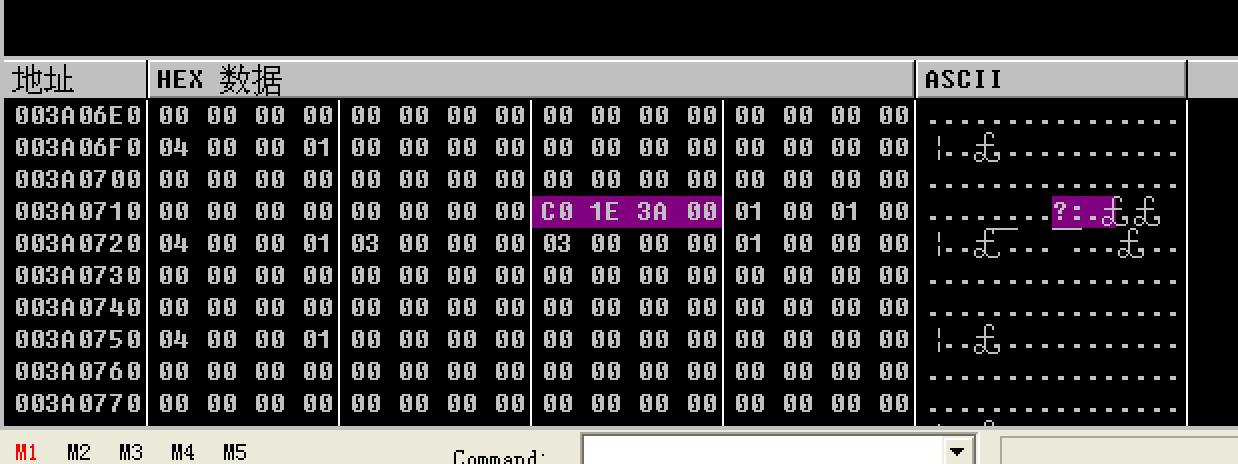 地址 HEX 数据 ASCII
003A06E0 00 00 00 00 00 00 00 00 00 00 00 00 00 00 00 00 ................
003A06F0 04 00 00 01 00 00 00 00 00 00 00 00 00 00 00 00 ¦..£............
003A0700 00 00 00 00 00 00 00 00 00 00 00 00 00 00 00 00 ................
003A0710 00 00 00 00 00 00 00 00 C0 1E 3A 00 01 00 01 00 ........?:.££
003A0720 04 00 00 01 03 00 00 00 03 00 00 00 01 00 00 00 ¦..£... ...£..
003A0730 00 00 00 00 00 00 00 00 00 00 00 00 00 00 00 00 ................
003A0740 00 00 00 00 00 00 00 00 00 00 00 00 00 00 00 00 ................
003A0750 04 00 00 01 00 00 00 00 00 00 00 00 00 00 00 00 ¦..£............
003A0760 00 00 00 00 00 00 00 00 00 00 00 00 00 00 00 00 ................
003A0770 00 00 00 00 00 00 00 00 00 00 00 00 00 00 00 00 ................
M1 M2 M3 M4 M5 Command: